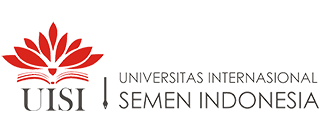 UISI
UNIVERSITAS INTERNASIONAL
SEMEN INDONESIA